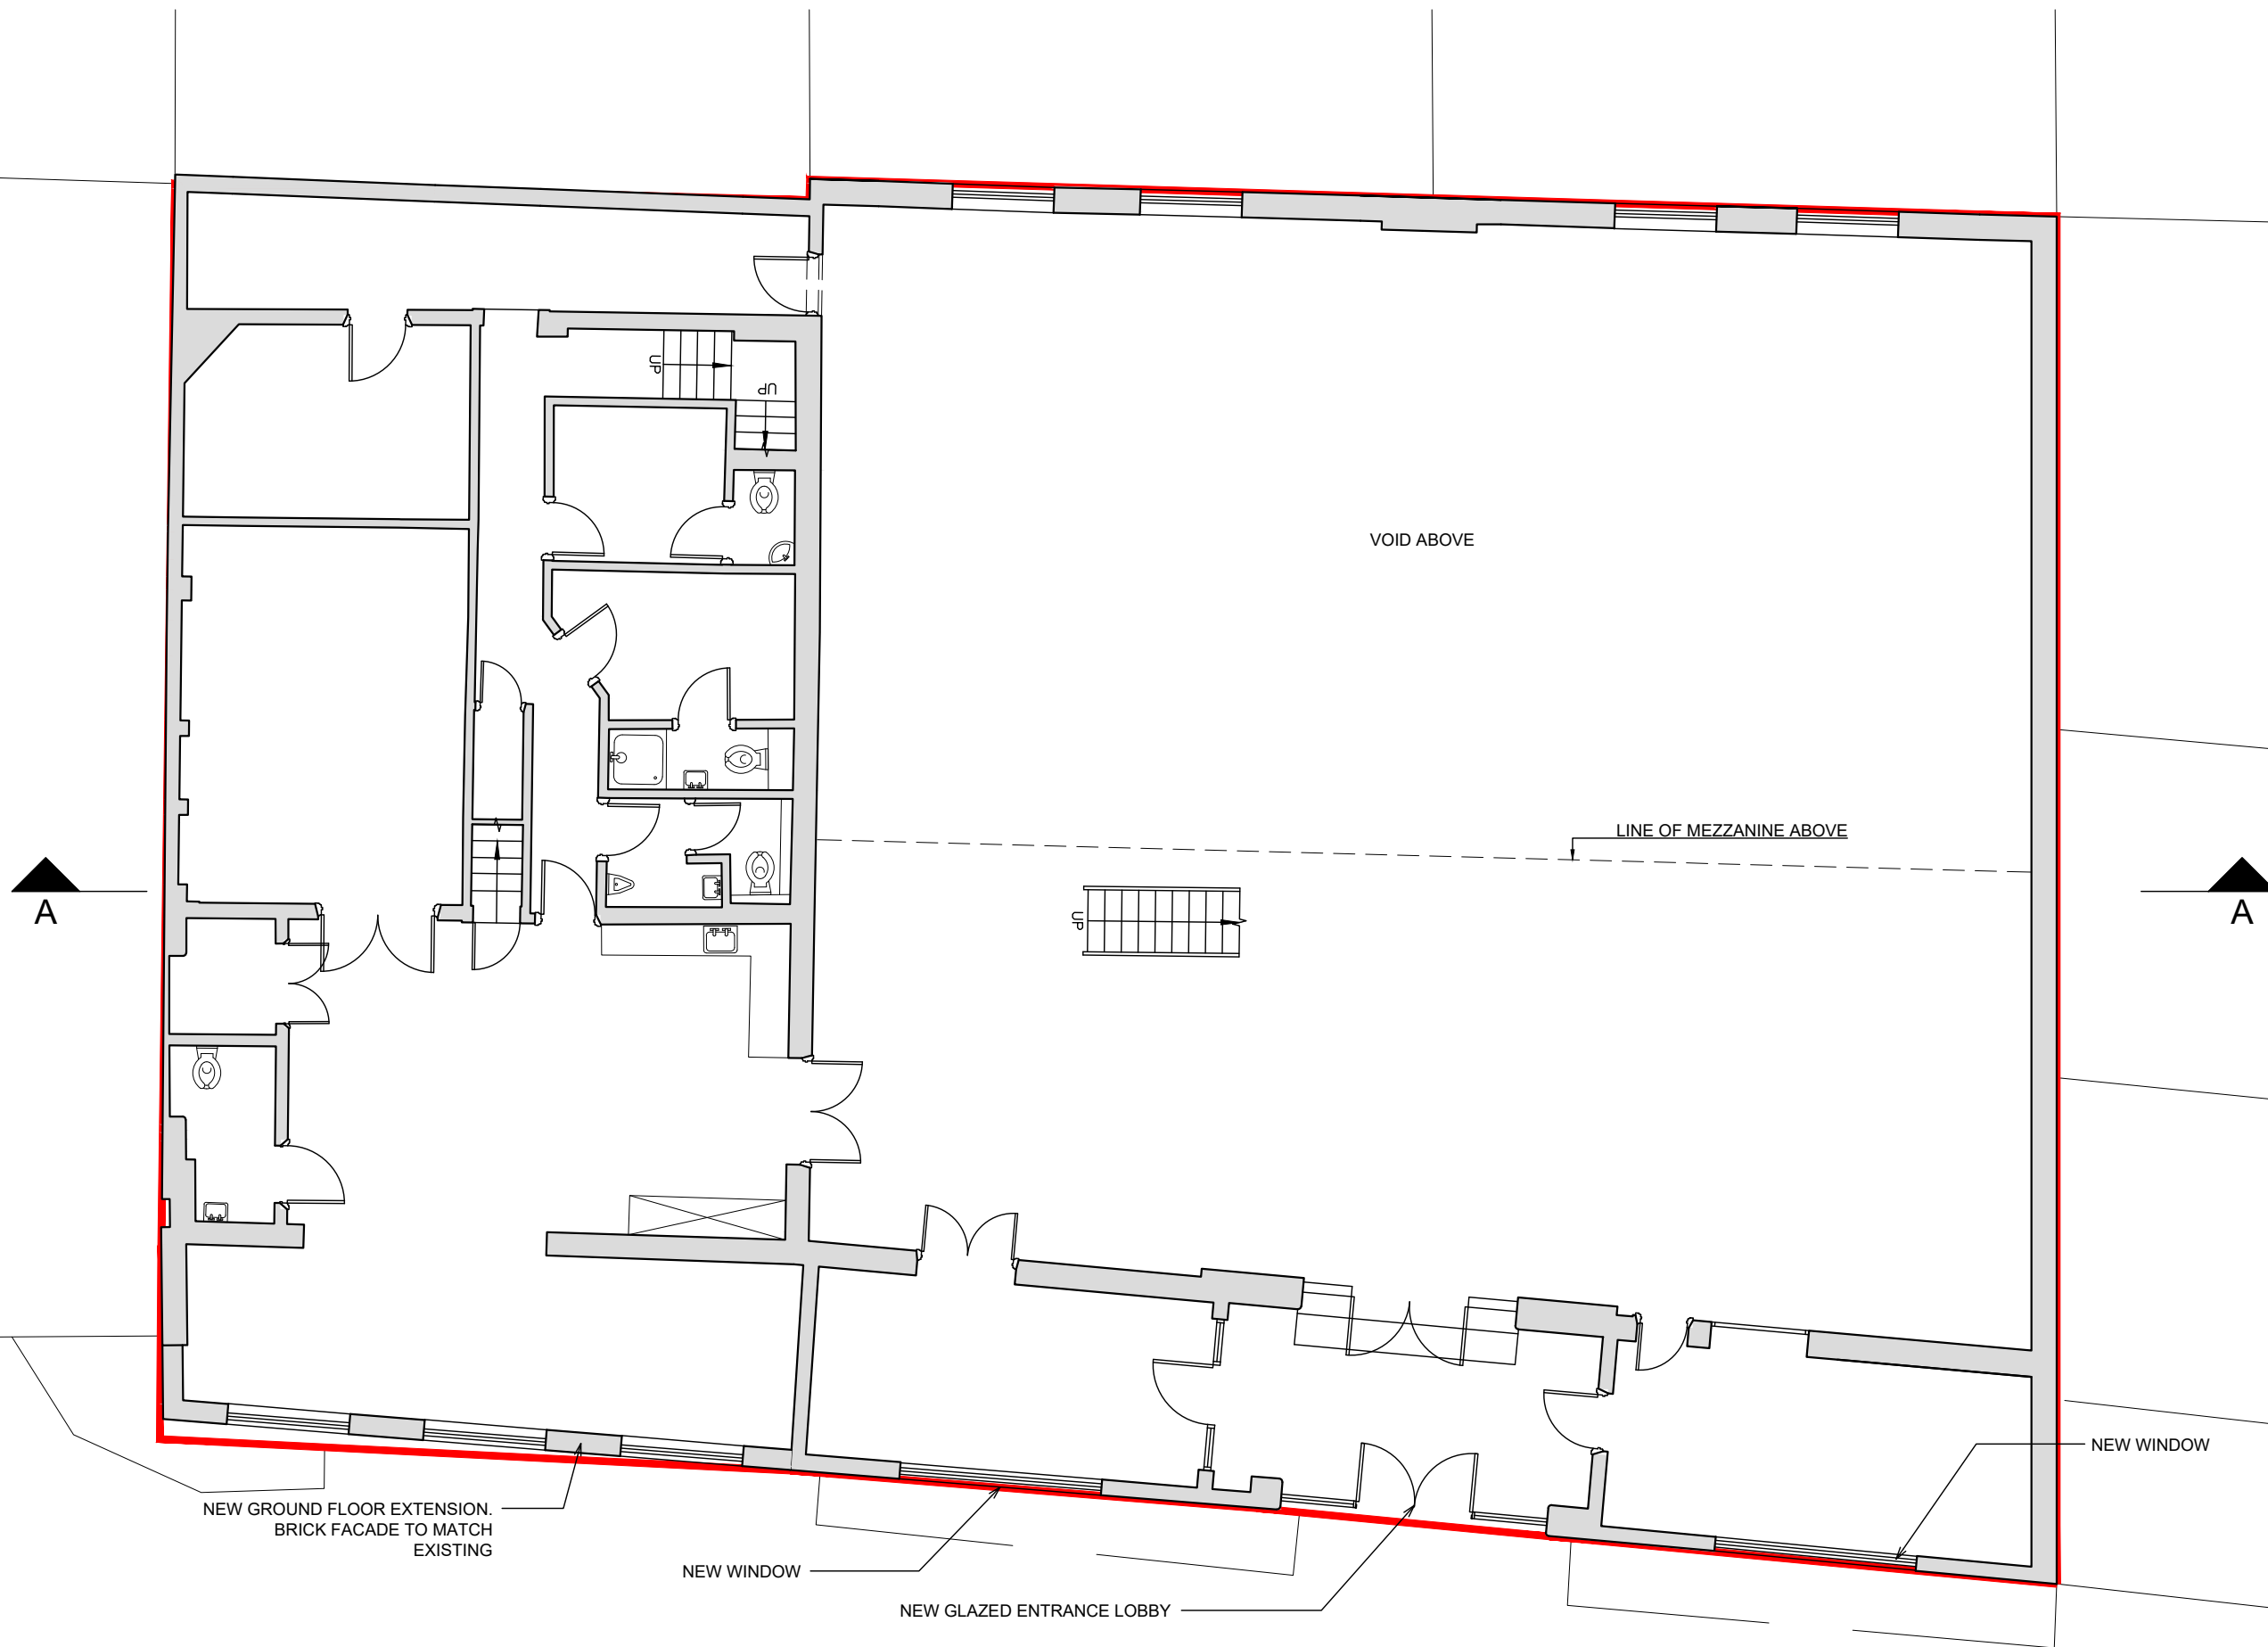 UP
UP
VOID ABOVE
LINE OF MEZZANINE ABOVE
A
A
UP
NEW WINDOW
NEW GROUND FLOOR EXTENSION.
BRICK FACADE TO MATCH
EXISTING
NEW WINDOW
NEW GLAZED ENTRANCE LOBBY